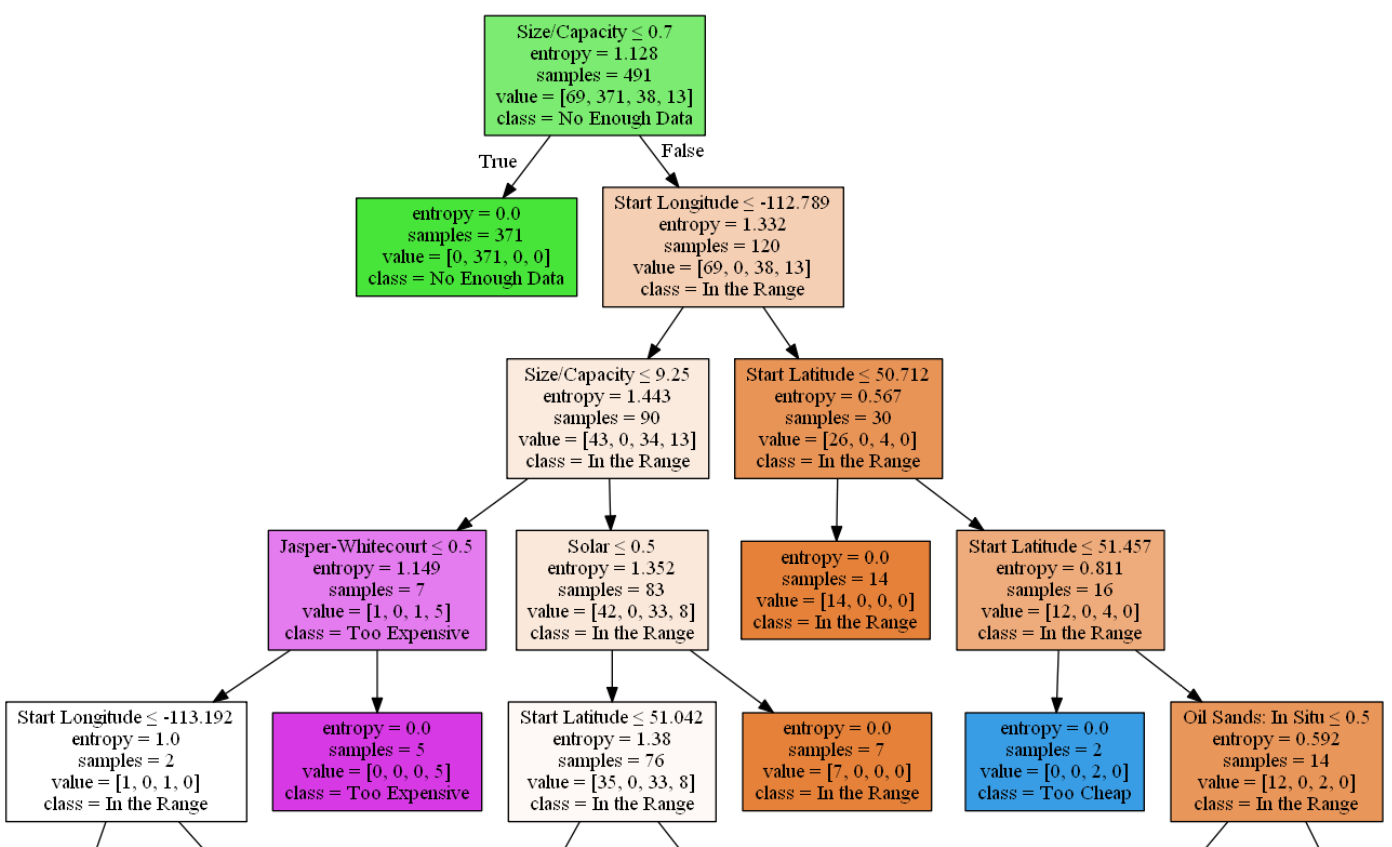 Size/Capacity ≤ 0.7
entropy = 1.128
samples = 491
value = [69, 371, 38, 13]
class = No Enough Data
True
False
entropy = 0.0
samples = 371
value = [0, 371, 0, 0]
class = No Enough Data
Start Longitude ≤ -112.789
entropy = 1.332
samples = 120
value = [69, 0, 38, 13]
class = In the Range
Size/Capacity ≤ 9.25
entropy = 1.443
samples = 90
value = [43, 0, 34, 13]
class = In the Range
Start Latitude ≤ 50.712
entropy = 0.567
samples = 30
value = [26, 0, 4, 0]
class = In the Range
Jasper-Whitecourt ≤ 0.5
entropy = 1.149
samples = 7
value = [1, 0, 1, 5]
class = Too Expensive
Solar ≤ 0.5
entropy = 1.352
samples = 83
value = [42, 0, 33, 8]
class = In the Range
entropy = 0.0
samples = 14
value = [14, 0, 0, 0]
class = In the Range
Start Latitude ≤ 51.457
entropy = 0.811
samples = 16
value = [12, 0, 4, 0]
class = In the Range
Start Longitude ≤ -113.192
entropy = 1.0
samples = 2
value = [1, 0, 1, 0]
class = In the Range
entropy = 0.0
samples = 5
value = [0, 0, 0, 5]
class = Too Expensive
Start Latitude ≤ 51.042
entropy = 1.38
samples = 76
value = [35, 0, 33, 8]
class = In the Range
entropy = 0.0
samples = 7
value = [7, 0, 0, 0]
class = In the Range
entropy = 0.0
samples = 2
value = [0, 0, 2, 0]
class = Too Cheap
Oil Sands: In Situ ≤ 0.5
entropy = 0.592
samples = 14
value = [12, 0, 2, 0]
class = In the Range